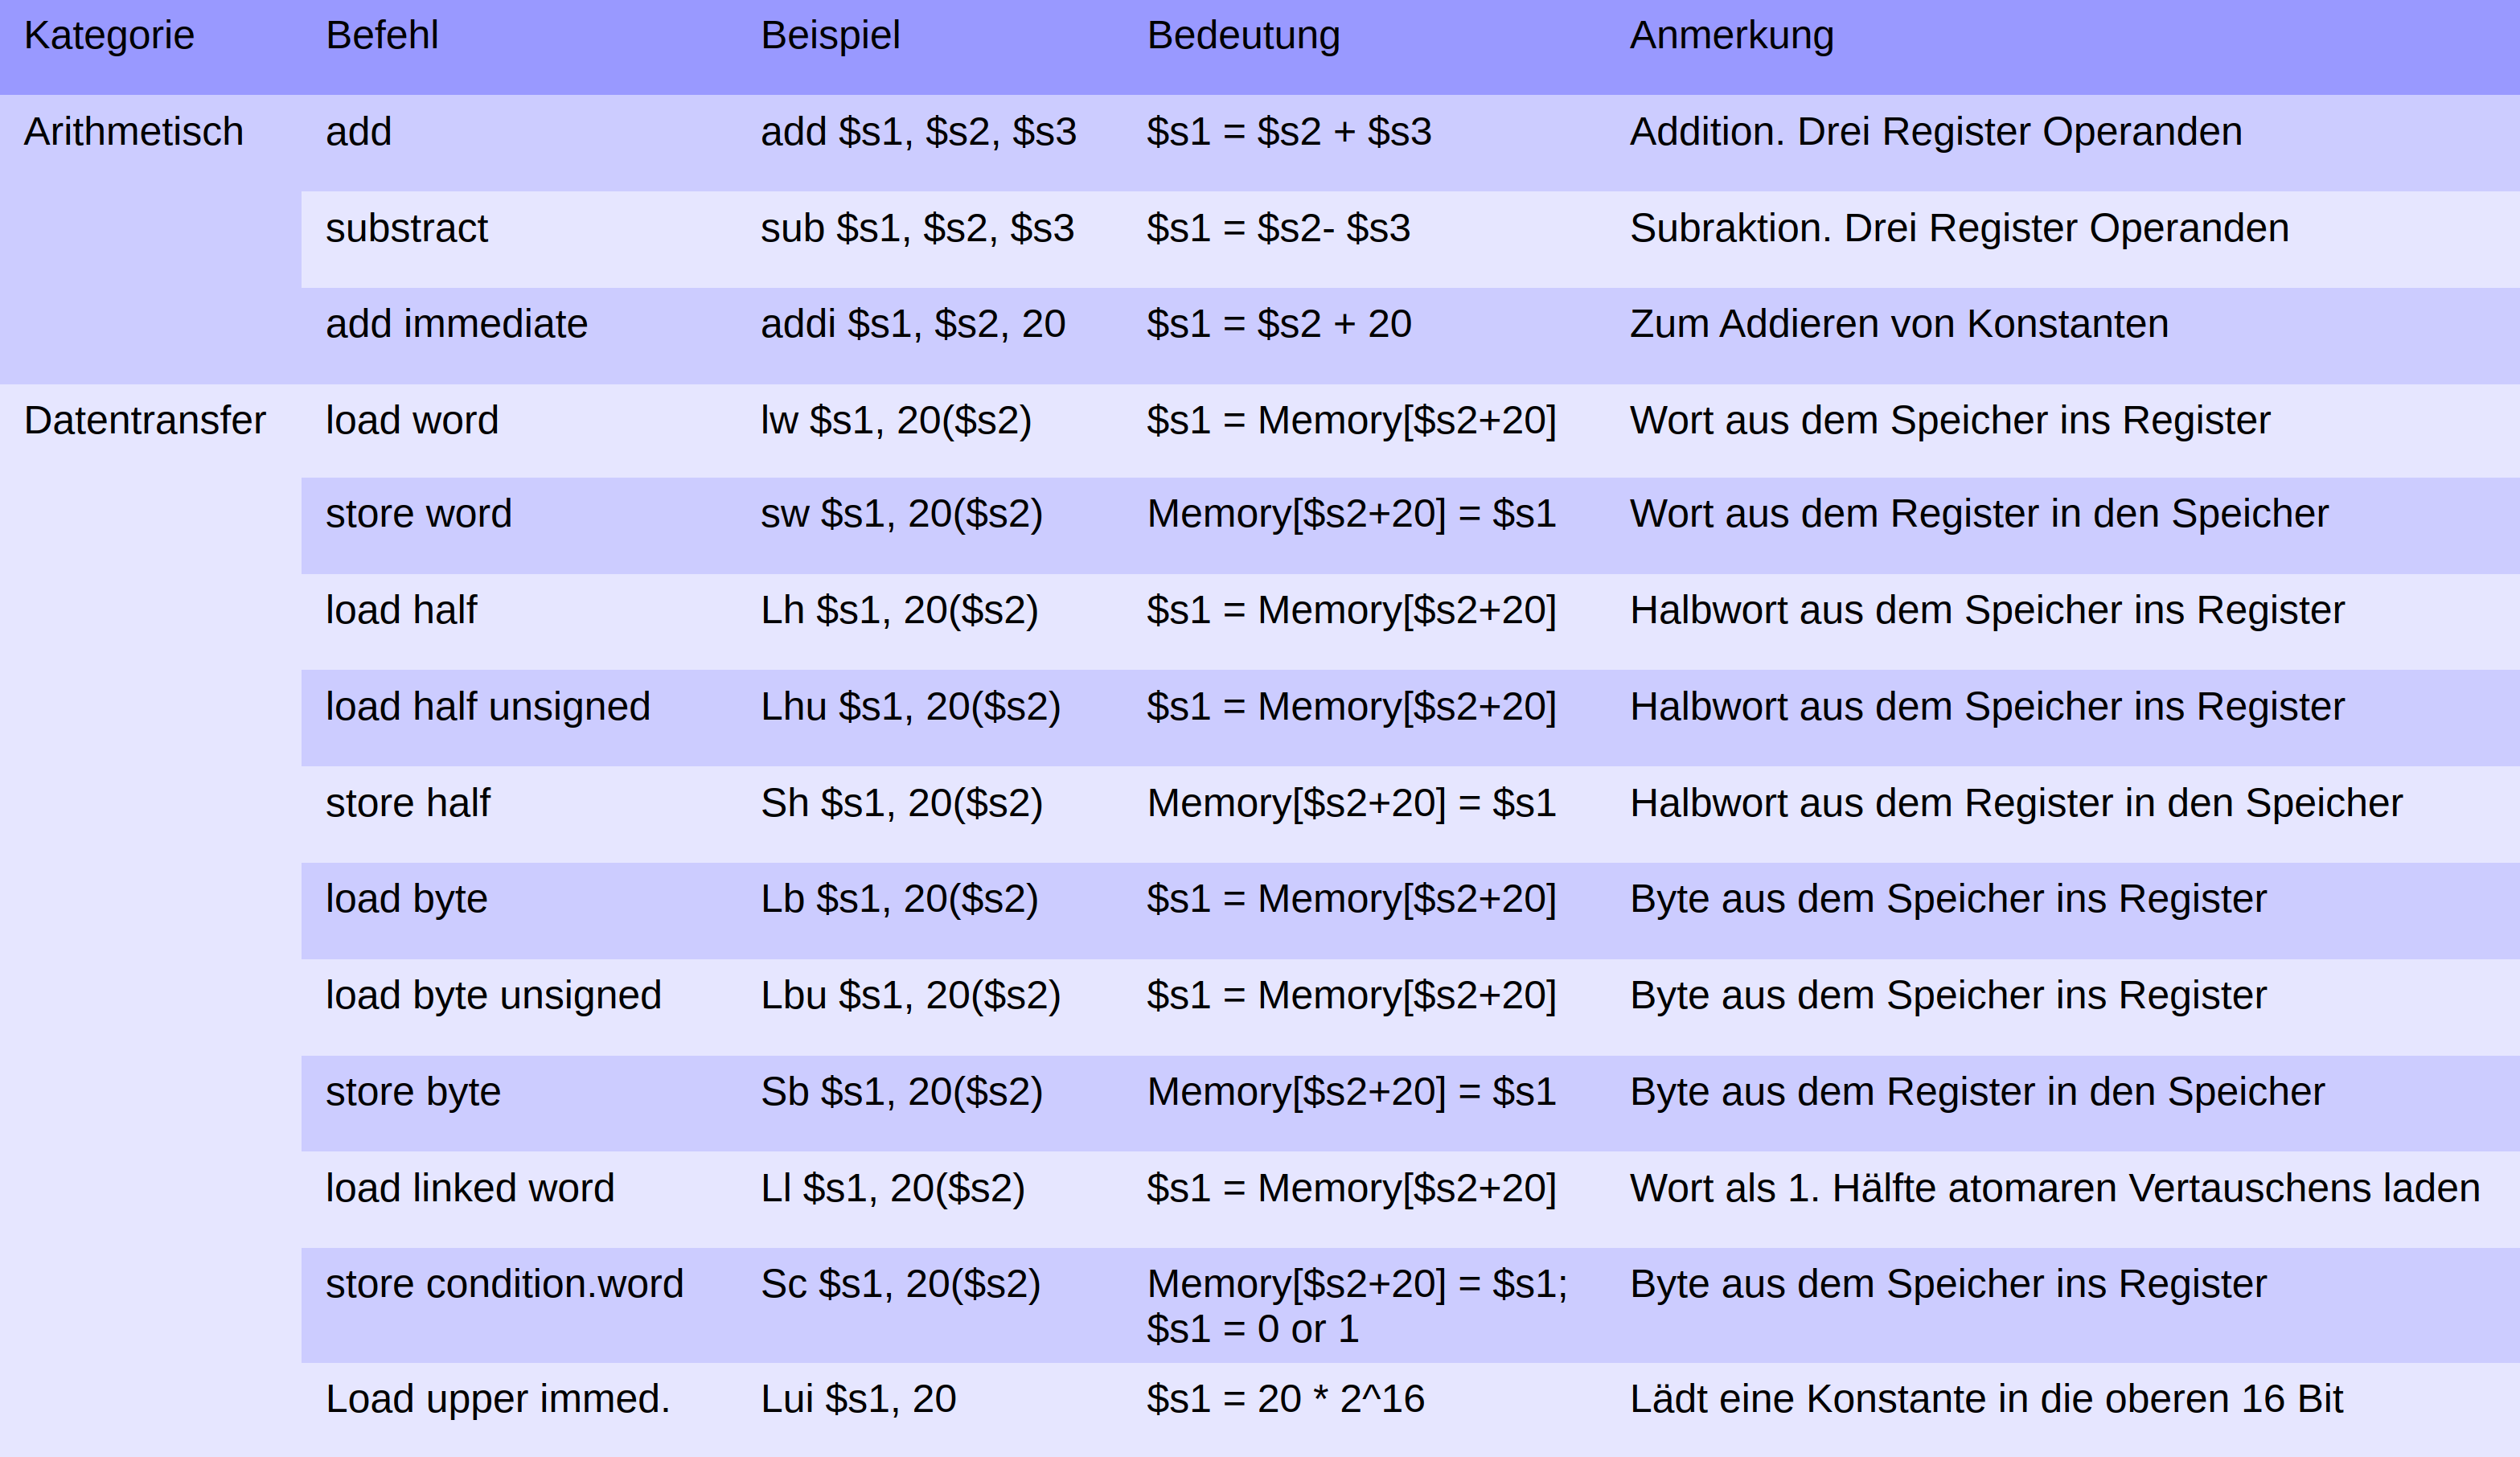 Kategorie Befehl Beispiel Bedeutung Anmerkung
Arithmetisch add add $s1, $s2, $s3 $s1 = $s2 + $s3 Addition. Drei Register Operanden
substract sub $s1, $s2, $s3 $s1 = $s2- $s3 Subraktion. Drei Register Operanden
add immediate addi $s1, $s2, 20 $s1 = $s2 + 20 Zum Addieren von Konstanten
Datentransfer load word lw $s1, 20($s2) $s1 = Memory[$s2+20] Wort aus dem Speicher ins Register
store word sw $s1, 20($s2) Memory[$s2+20] = $s1 Wort aus dem Register in den Speicher
load half Lh $s1, 20($s2) $s1 = Memory[$s2+20] Halbwort aus dem Speicher ins Register
load half unsigned Lhu $s1, 20($s2) $s1 = Memory[$s2+20] Halbwort aus dem Speicher ins Register
store half Sh $s1, 20($s2) Memory[$s2+20] = $s1 Halbwort aus dem Register in den Speicher
load byte Lb $s1, 20($s2) $s1 = Memory[$s2+20] Byte aus dem Speicher ins Register
load byte unsigned Lbu $s1, 20($s2) $s1 = Memory[$s2+20] Byte aus dem Speicher ins Register
store byte Sb $s1, 20($s2) Memory[$s2+20] = $s1 Byte aus dem Register in den Speicher
load linked word Ll $s1, 20($s2) $s1 = Memory[$s2+20] Wort als 1. Hälfte atomaren Vertauschens laden
store condition.word Sc $s1, 20($s2) Memory[$s2+20] = $s1; Byte aus dem Speicher ins Register
$s1 = 0 or 1
Load upper immed. Lui $s1, 20 $s1 = 20 * 2^16 Lädt eine Konstante in die oberen 16 Bit